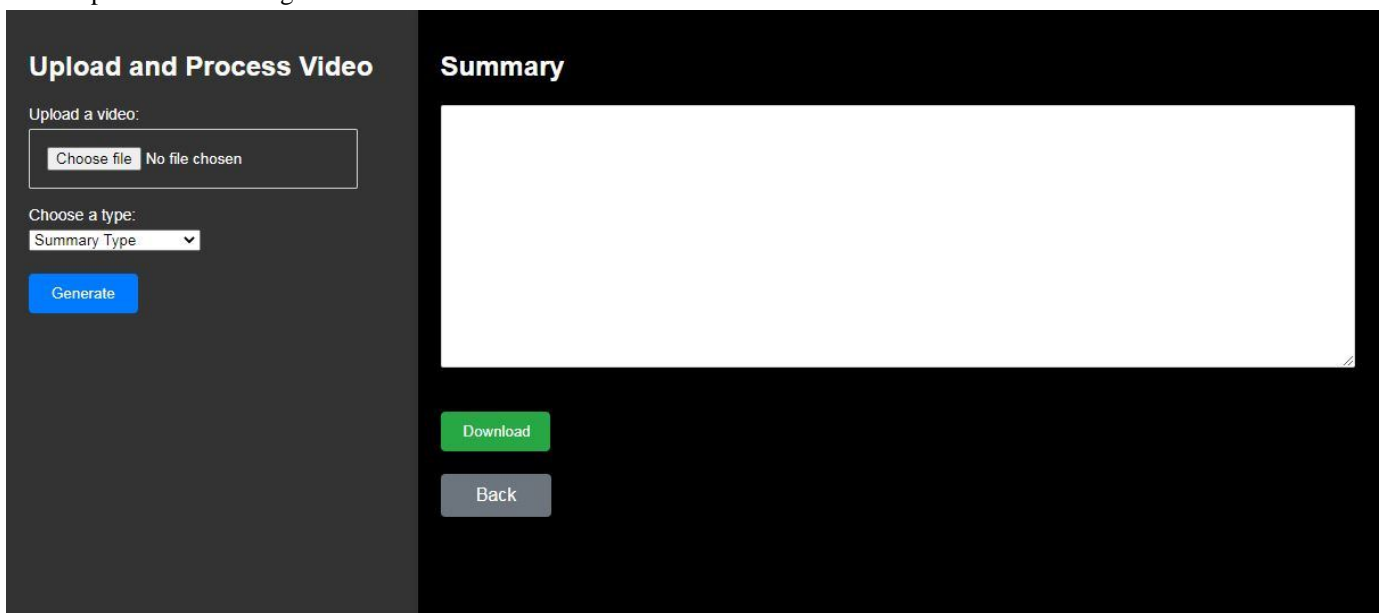 Upload and Process Video
Upload a video:
Choose file No file chosen
Choose a type:
Summary Type
Generate
Summary
Download
Back